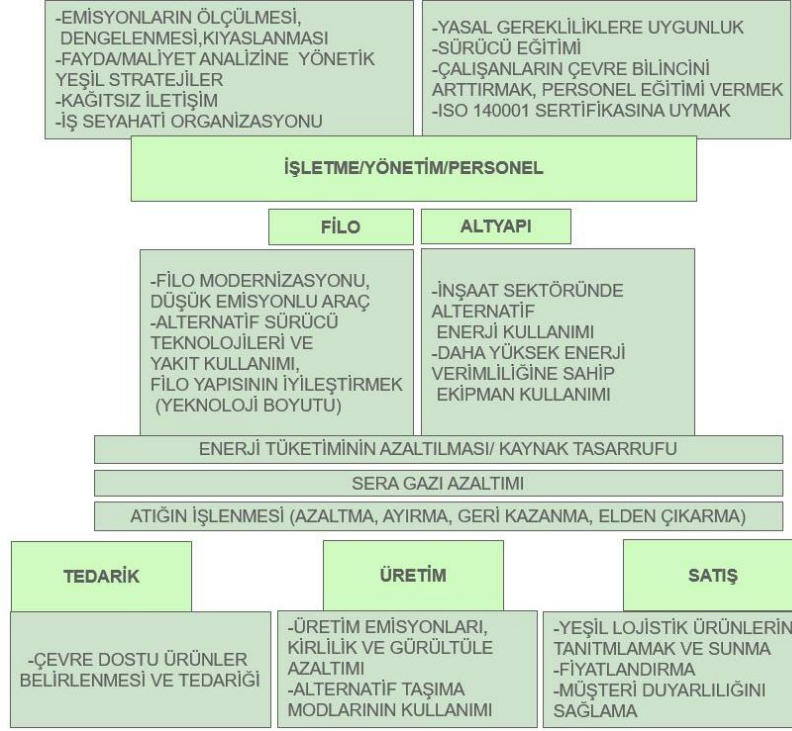 -EMİSYONLARIN ÖLÇÜLMESİ,
DENGELENMESİ,KIYASLANMASI
-FAYDA/MALİYET ANALİZİNE YÖNETİK
YEŞİL STRATEJİLER
-KAĞITSIZ İLETİŞİM
-İŞ SEYAHATİ ORGANİZASYONU
-YASAL GEREKLİLİKLERE UYGUNLUK
-SÜRÜCÜ EĞİTİMİ
-ÇALIŞANLARIN ÇEVRE BİLİNCİNİ
ARTTIRMAK, PERSONEL EĞİTİMİ VERMEK
-ISO 140001 SERTİFİKASINA UYMAK
İŞLETME/YÖNETİM/PERSONEL
FİLO
ALTYAPI
-FİLO MODERNİZASYONU,
DÜŞÜK EMİSYONLU ARAÇ
-ALTERNATİF SÜRÜCÜ
TEKNOLOJİLERİ VE
YAKIT KULLANIMI,
FİLO YAPISININ İYİLEŞTİRMEK
(YEKNOLOJİ BOYUTU)
-İNŞAAT SEKTÖRÜNDE
ALTERNATİF
ENERJİ KULLANIMI
-DAHA YÜKSEK ENERJİ
VERİMLİLİĞİNE SAHİP
EKİPMAN KULLANIMI
ENERJİ TÜKETİMİNİN AZALTILMASI/ KAYNAK TASARRUFU
SERA GAZI AZALTIMI
ATIĞIN İŞLENMESİ (AZALTMA, AYIRMA, GERİ KAZANMA, ELDEN ÇIKARMA)
TEDARİK
ÜRETİM
SATIŞ
-ÇEVRE DOSTU ÜRÜNLER
BELİRLENMESİ VE TEDARİĞİ
-ÜRETİM EMİSYONLARI,
KİRLİLİK VE GÜRÜLTÜLE
AZALTIMI
-ALTERNATİF TAŞIMA
MODLARININ KULLANIMI
-YEŞİL LOJİSTİK ÜRÜNLERİN
TANITMLAMAK VE SUNMA
-FİYATLANDIRMA
-MÜŞTERİ DUYARLILIĞINI
SAĞLAMA